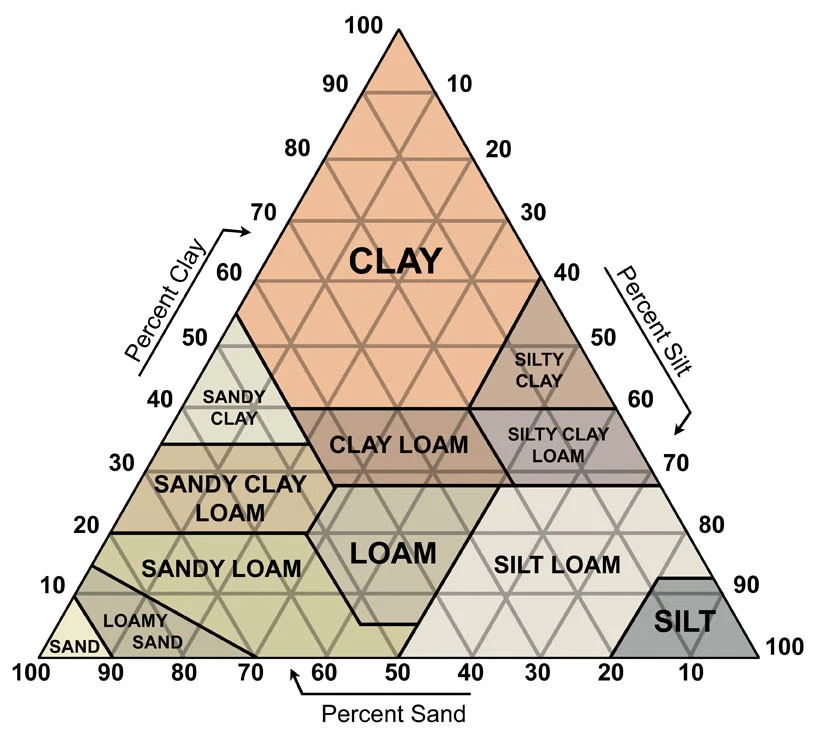 100
90
10
80
20
70
30
CLAY
60
40
Percent Clay
Percent Silt
50
50
SILTY
CLAY
40
SANDY
CLAY
60
CLAY LOAM
SILTY CLAY
LOAM
30
70
SANDY CLAY
LOAM
20
80
LOAM
SANDY LOAM
SILT LOAM
10
90
LOAMY
SAND
SILT
SAND
100
100
90
80
70
60
50
40
30
20
10
Percent Sand